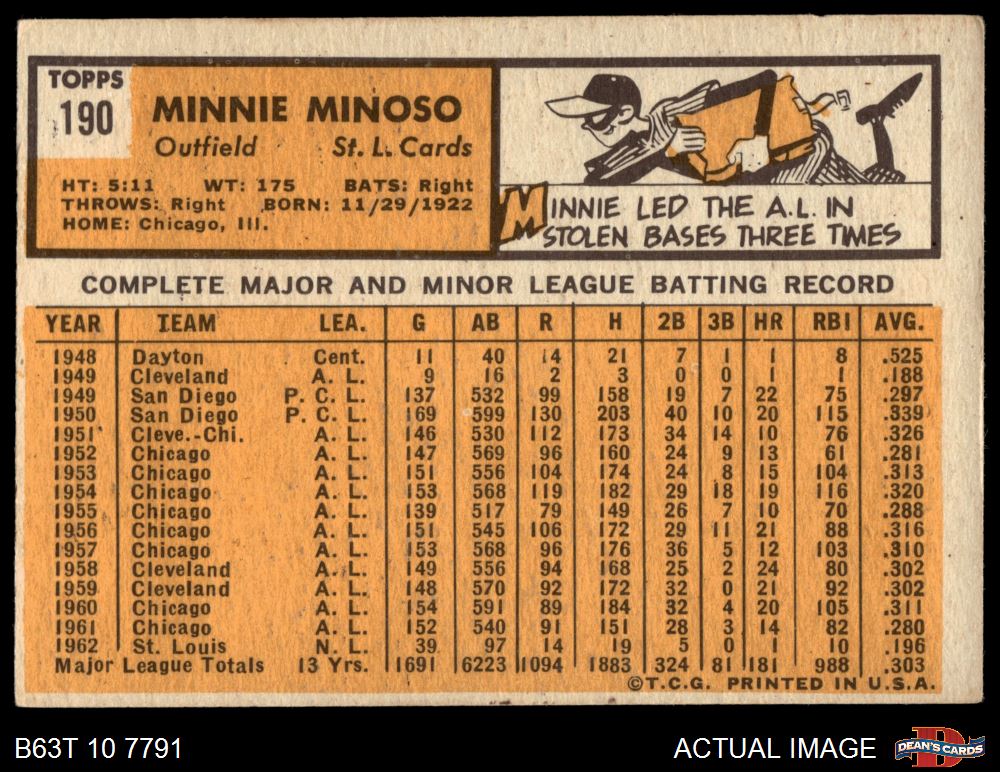 TOPPS
190
MINNIE MINOSO
Outfield St. L. Cards
HT: 5:11 WT: 175 BATS: Right
THROWS: Right BORN: 11/29/1922
HOME: Chicago, Ill.
MINNIE LED THE A.L. IN
STOLEN BASES THREE TIMES
COMPLETE MAJOR AND MINOR LEAGUE BATTING RECORD
YEAR TEAM LEA. G AB R H 2B 3B HR RBI AVG.
1948 Dayton Cent. 11 40 14 21 7 1 1 8 .525
1949 Cleveland A. L. 9 16 2 3 0 0 1 1 .188
1949 San Diego P. C. L. 137 532 99 158 19 7 22 75 .297
1950 San Diego P. C. L. 169 599 130 203 40 10 20 115 .339
1951 Cleve.-Chi. A. L. 146 530 112 173 34 14 10 76 .326
1952 Chicago A. L. 147 569 96 160 24 9 13 61 .281
1953 Chicago A. L. 151 556 104 174 24 8 15 104 .313
1954 Chicago A. L. 153 568 119 182 29 18 19 116 .320
1955 Chicago A. L. 139 517 79 149 26 7 10 70 .288
1956 Chicago A. L. 151 545 106 172 29 11 21 88 .316
1957 Chicago A. L. 153 568 96 176 36 5 12 103 .310
1958 Cleveland A. L. 149 556 94 168 25 2 24 80 .302
1959 Cleveland A. L. 148 570 92 172 32 0 21 92 .302
1960 Chicago A. L. 154 591 89 184 32 4 20 105 .311
1961 Chicago A. L. 152 540 91 151 28 3 14 82 .280
1962 St. Louis N. L. 39 97 14 19 5 0 1 10 .196
Major League Totals 13 Yrs. 1691 6223 1094 1883 324 81 181 988 .303
©T.C.G. PRINTED IN U.S.A.
B63T 10 7791 ACTUAL IMAGE DEAN'S CARDS